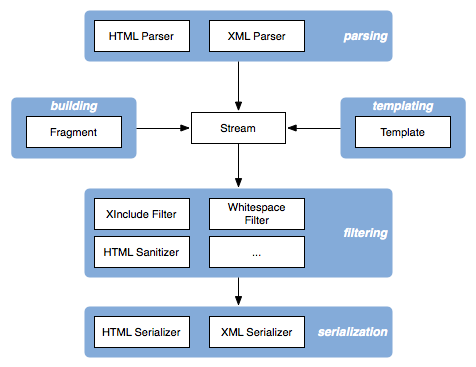 HTML Parser
XML Parser
parsing
building
templating
Fragment
Stream
Template
XInclude Filter
Whitespace
Filter
filtering
HTML Sanitizer
...
HTML Serializer
XML Serializer
serialization